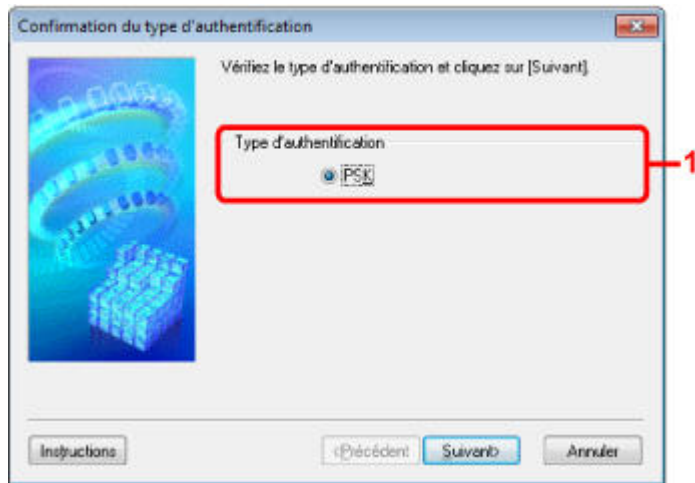 Confirmation du type d'authentification
Vérifiez le type d'authentification et cliquez sur [Suivant].
Type d'authentification
PSK
1
Instructions
<Précédent
Suivant>
Annuler